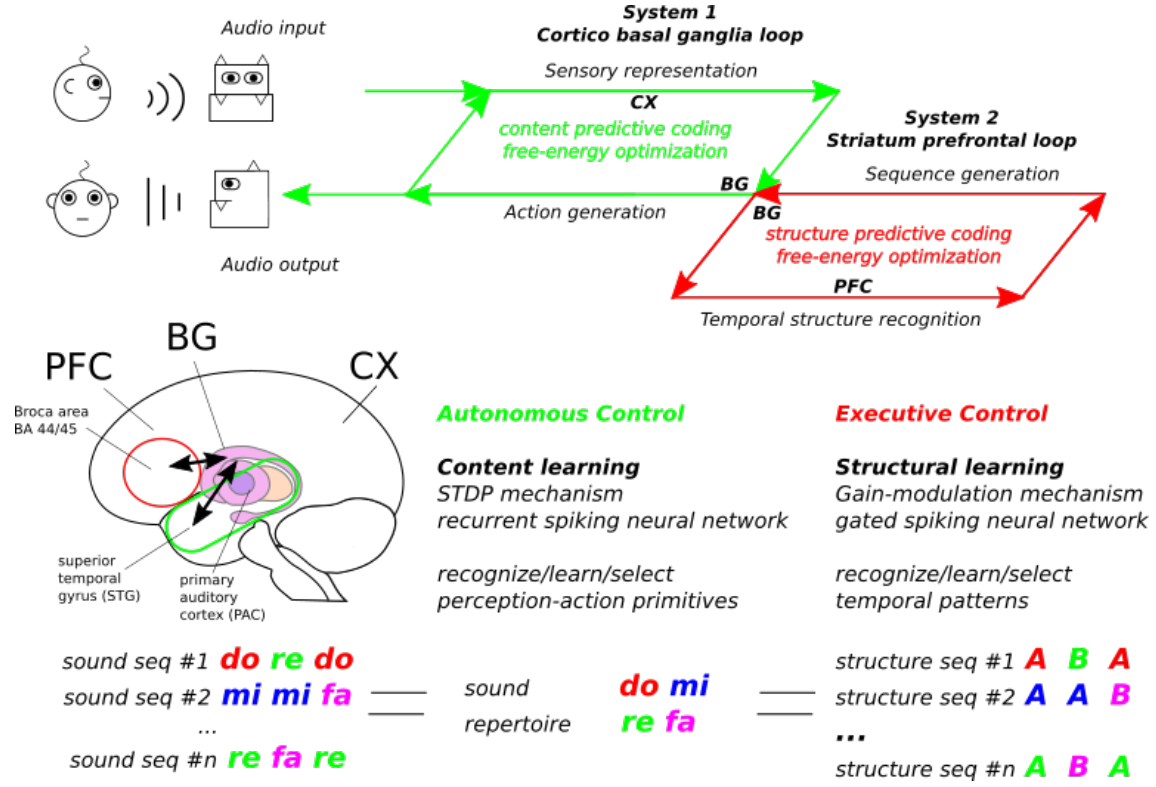 Audio input
System 1
Cortico basal ganglia loop
Sensory representation
CX
content predictive coding
free-energy optimization
System 2
Striatum prefrontal loop
BG
Sequence generation
Action generation
BG
structure predictive coding
free-energy optimization
Audio output
PFC
Temporal structure recognition
BG
PFC
CX
Broca area
BA 44/45
superior
temporal
gyrus (STG)
primary
auditory
cortex (PAC)
Autonomous Control
Content learning
STDP mechanism
recurrent spiking neural network
recognize/learn/select
perception-action primitives
Executive Control
Structural learning
Gain-modulation mechanism
gated spiking neural network
recognize/learn/select
temporal patterns
sound seq #1 do re do
sound seq #2 mi mi fa
...
sound seq #n re fa re
sound do mi
repertoire re fa
structure seq #1 A B A
structure seq #2 A A B
...
structure seq #n A B A